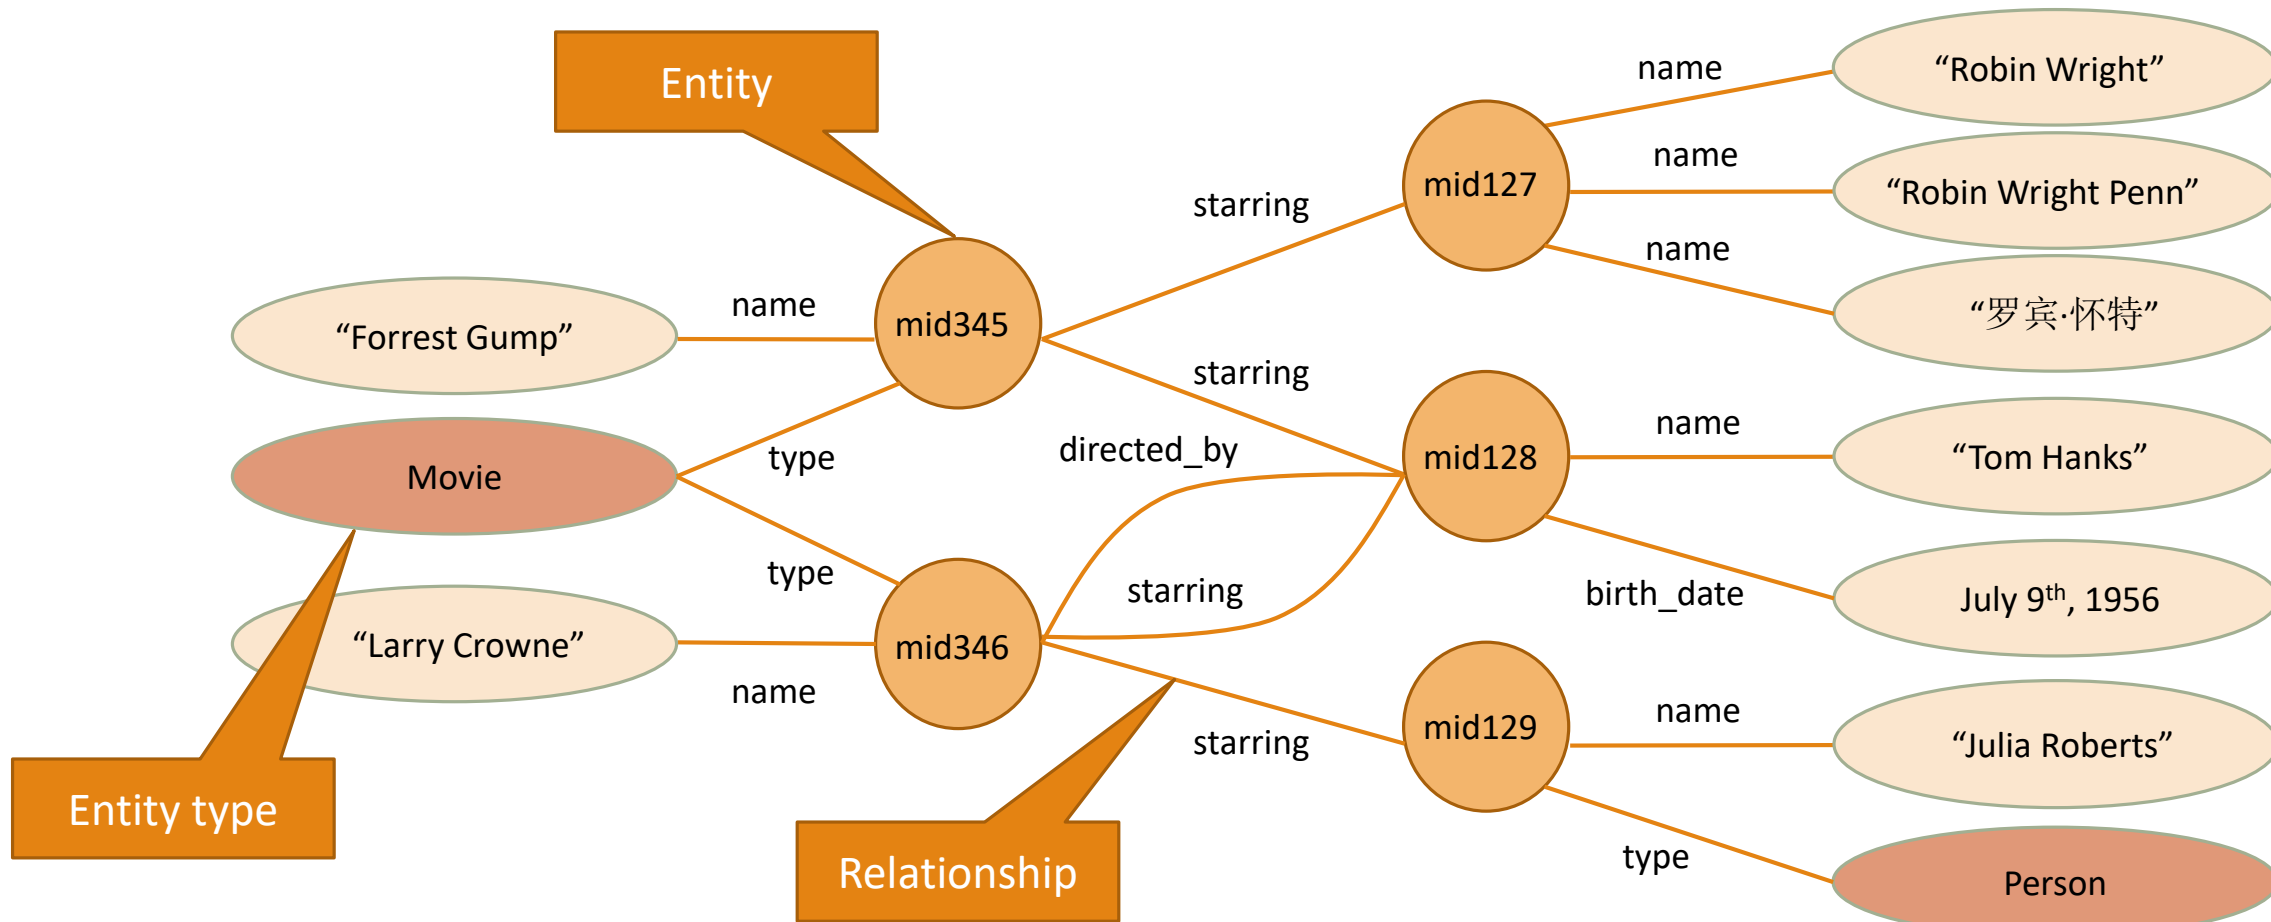 Entity
name
“Robin Wright”
name
“Robin Wright Penn”
mid127
starring
name
“罗宾·怀特”
name
mid345
“Forrest Gump”
starring
name
directed_by
mid128
“Tom Hanks”
type
Movie
type
starring
birth_date
July 9th, 1956
“Larry Crowne”
mid346
name
name
starring
mid129
“Julia Roberts”
Entity type
Relationship
type
Person